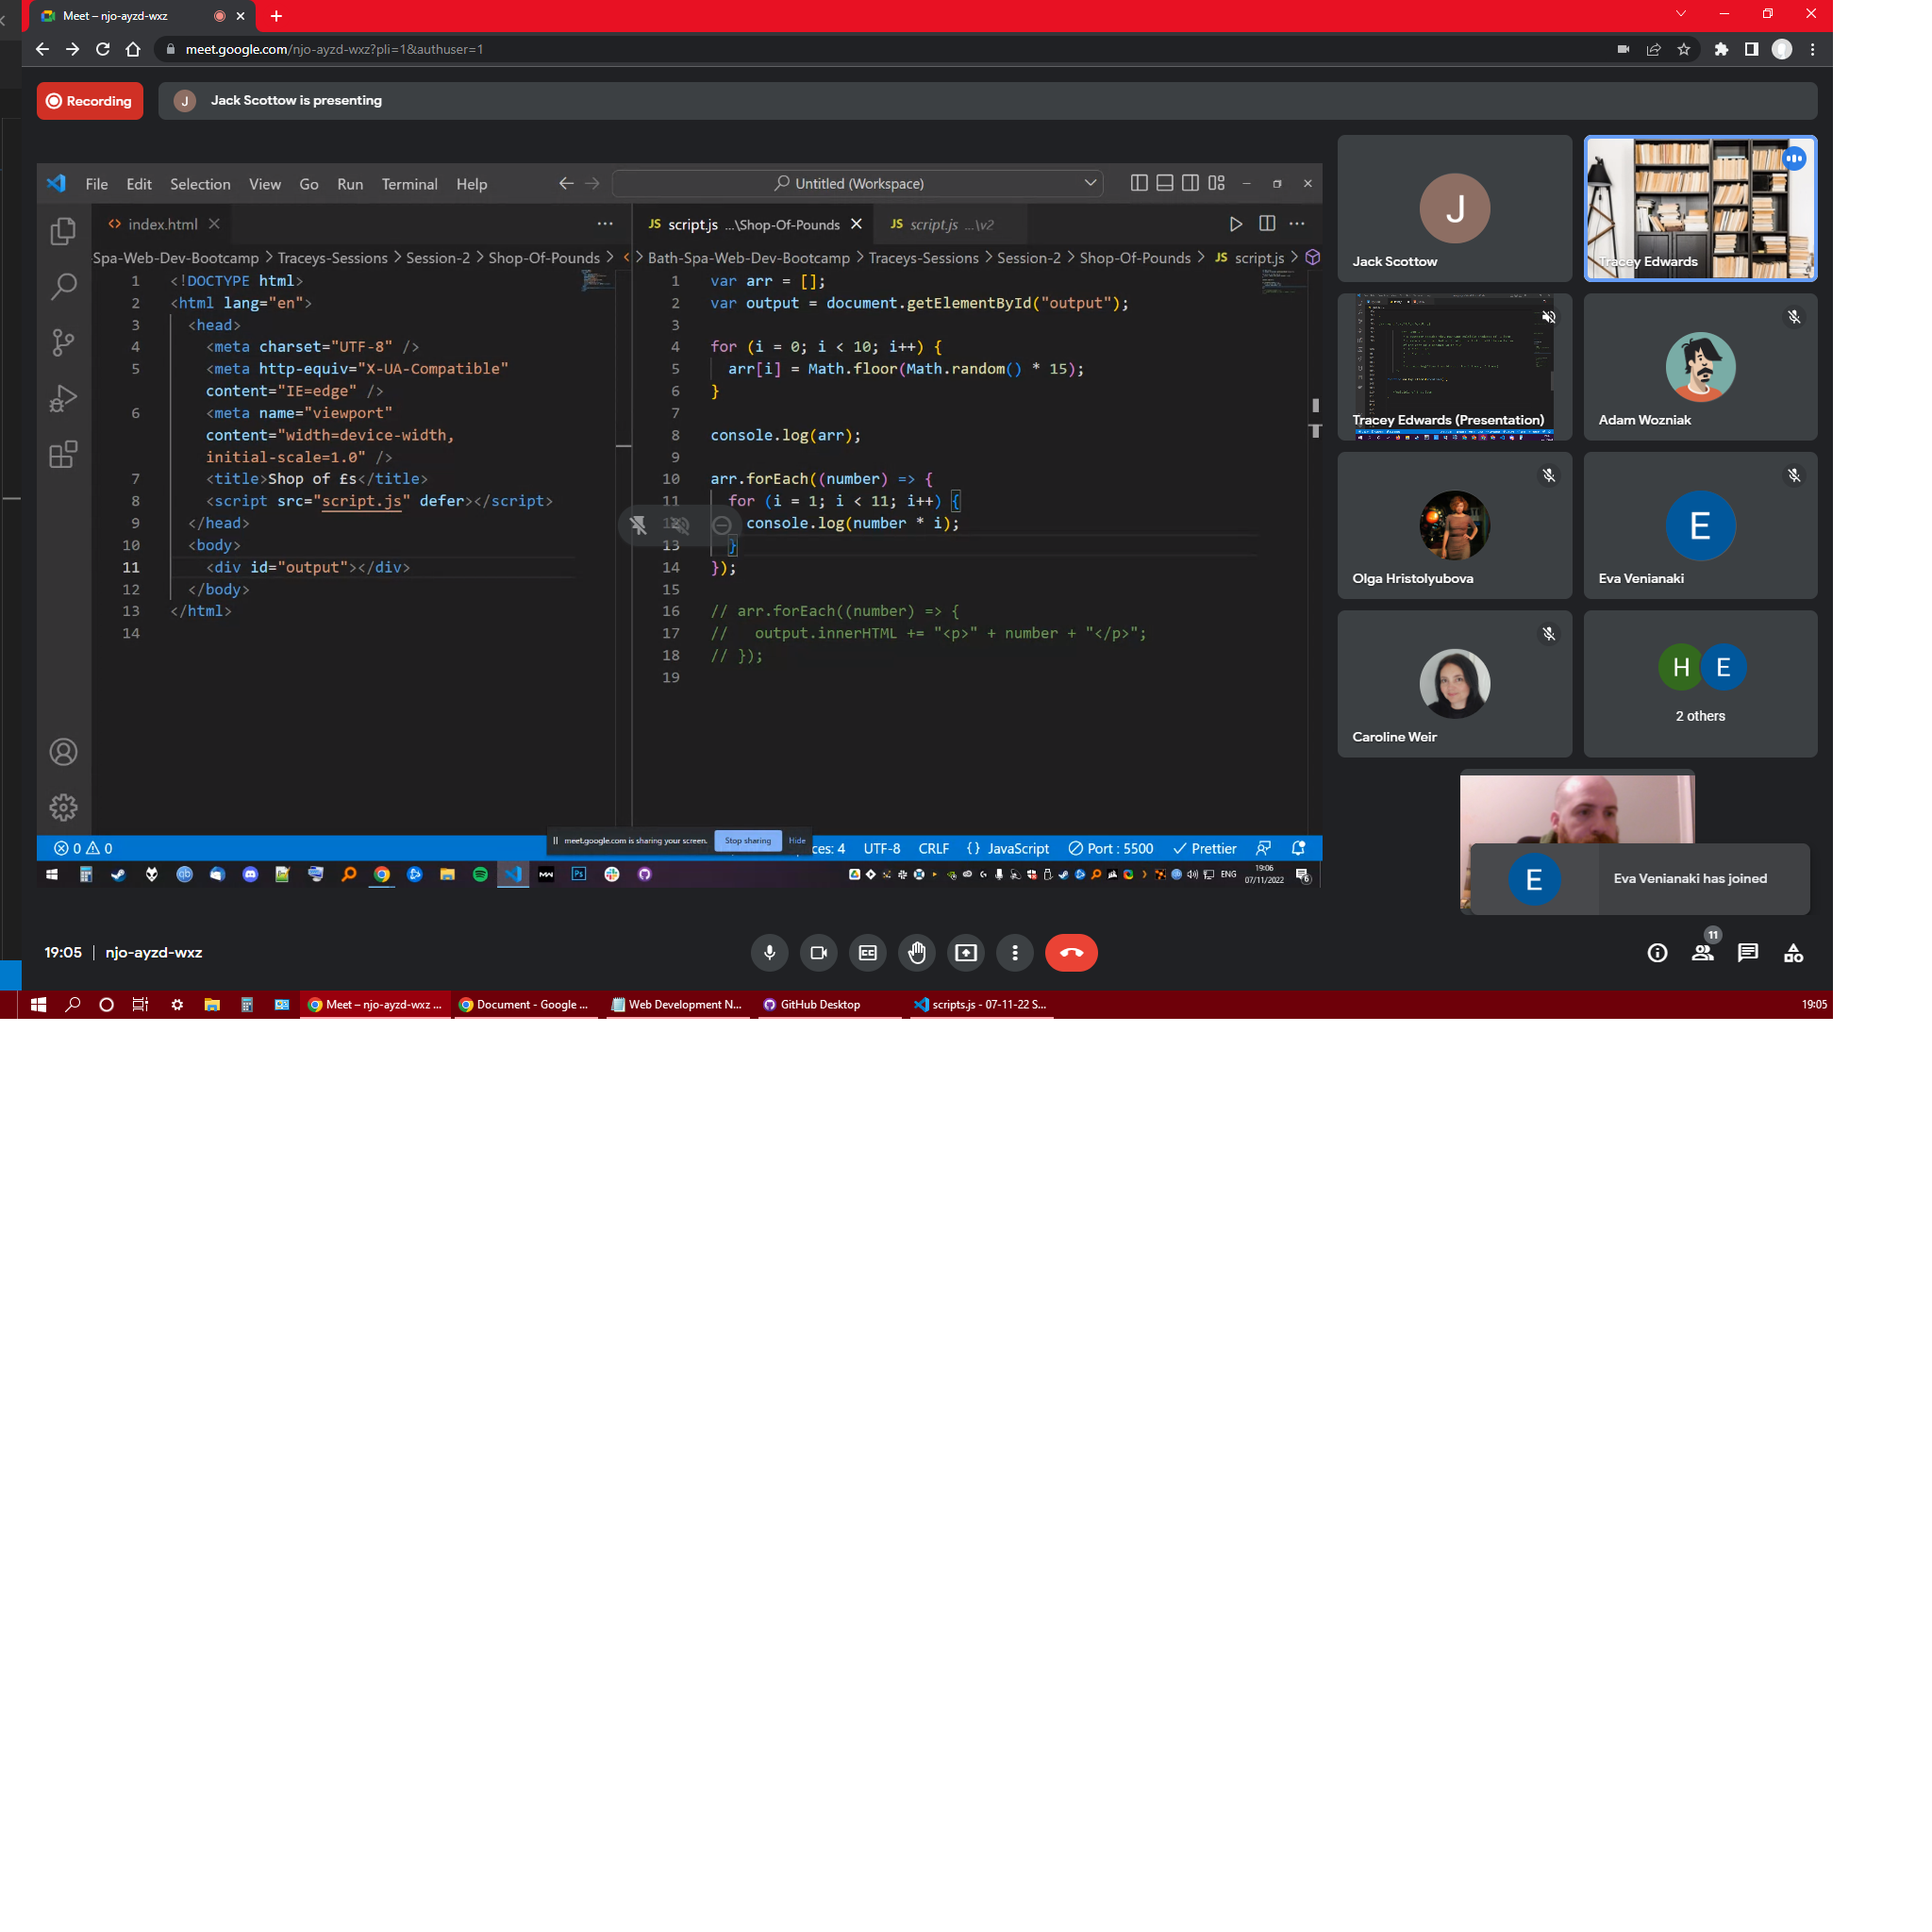 Meet – njo-ayzd-wxz
meet.google.com/njo-ayzd-wxz?pli=1&authuser=1
Recording
J
Jack Scottow is presenting
File Edit Selection View Go Run Terminal Help
Untitled (Workspace)
index.html
JS script.js ...\Shop-Of-Pounds
JS script.js ...\v2
Spa-Web-Dev-Bootcamp > Traceys-Sessions > Session-2 > Shop-Of-Pounds >
> Bath-Spa-Web-Dev-Bootcamp > Traceys-Sessions > Session-2 > Shop-Of-Pounds > JS script.js >
1 <!DOCTYPE html>
2 <html lang="en">
3 <head>
4 <meta charset="UTF-8" />
5 <meta http-equiv="X-UA-Compatible"
content="IE=edge" />
6 <meta name="viewport"
content="width=device-width,
initial-scale=1.0" />
7 <title>Shop of £s</title>
8 <script src="script.js" defer></script>
9 </head>
10 <body>
11 <div id="output"></div>
12 </body>
13 </html>
14
1 var arr = [];
2 var output = document.getElementById("output");
3
4 for (i = 0; i < 10; i++) {
5 arr[i] = Math.floor(Math.random() * 15);
6 }
7
8 console.log(arr);
9
10 arr.forEach((number) => {
11 for (i = 1; i < 11; i++) {
12 console.log(number * i);
13 }
14 });
15
16 // arr.forEach((number) => {
17 // output.innerHTML += "<p>" + number + "</p>";
18 // });
19
0 0
meet.google.com is sharing your screen. Stop sharing Hide
ces: 4 UTF-8 CRLF {} JavaScript Port : 5500 Prettier
Ps
ENG
19:06
07/11/2022
6
J
Jack Scottow
Tracey Edwards
Tracey Edwards (Presentation)
Adam Wozniak
Olga Hristolyubova
E
Eva Venianaki
Caroline Weir
H E
2 others
E
Eva Venianaki has joined
19:05 | njo-ayzd-wxz
CC
11
Meet – njo-ayzd-wxz ...
Document - Google ...
Web Development N...
GitHub Desktop
scripts.js - 07-11-22 S...
19:05